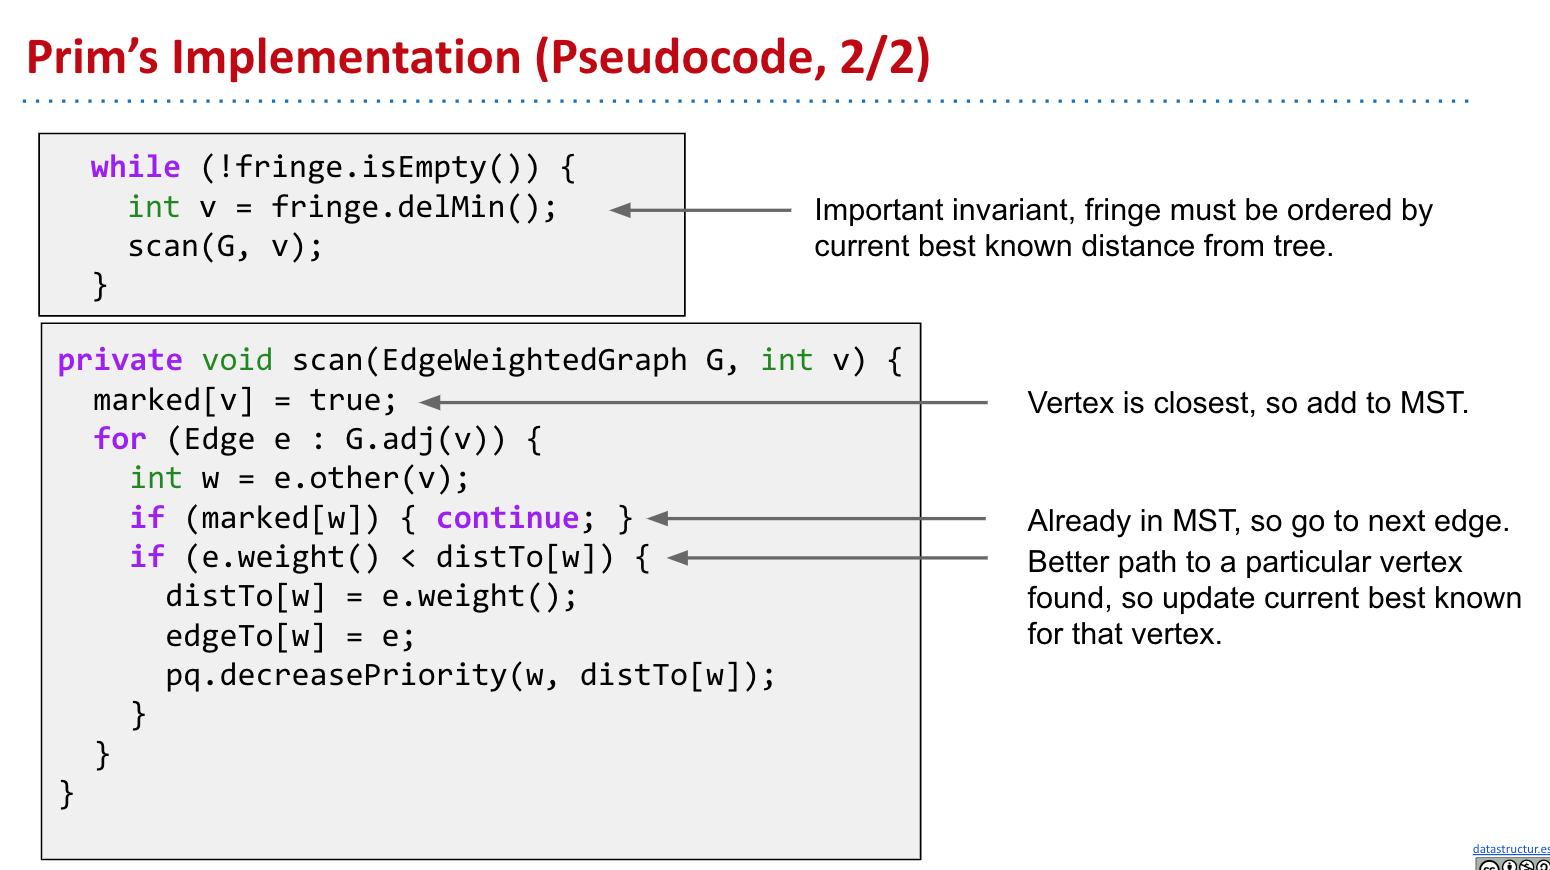 Prim’s Implementation (Pseudocode, 2/2)
while (!fringe.isEmpty()) {
int v = fringe.delMin();
scan(G, v);
}
Important invariant, fringe must be ordered by
current best known distance from tree.
private void scan(EdgeWeightedGraph G, int v) {
marked[v] = true;
Vertex is closest, so add to MST.
for (Edge e : G.adj(v)) {
int w = e.other(v);
if (marked[w]) { continue; }
Already in MST, so go to next edge.
if (e.weight() < distTo[w]) {
Better path to a particular vertex
found, so update current best known
for that vertex.
distTo[w] = e.weight();
edgeTo[w] = e;
pq.decreasePriority(w, distTo[w]);
}
}
}
datastructur.es